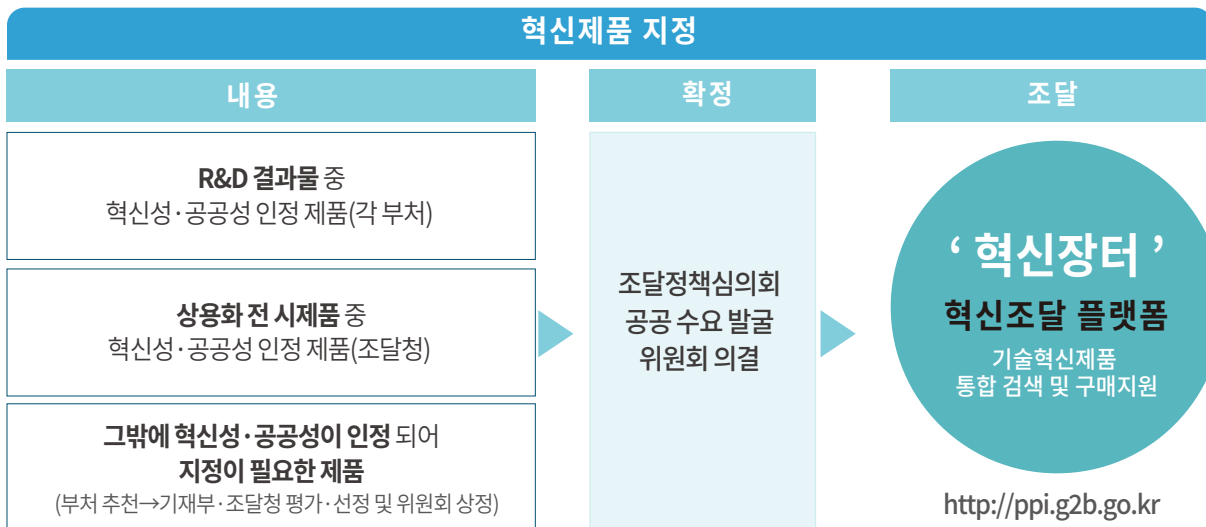 혁신제품 지정
내용
R&D 결과물 중
혁신성·공공성 인정 제품(각 부처)
상용화 전 시제품 중
혁신성·공공성 인정 제품(조달청)
그밖에 혁신성·공공성이 인정 되어
지정이 필요한 제품
(부처 추천→기재부·조달청 평가·선정 및 위원회 상정)
확정
조달정책심의회
공공 수요 발굴
위원회 의결
조달
‘ 혁신장터 ’
혁신조달 플랫폼
기술혁신제품
통합 검색 및 구매지원
http://ppi.g2b.go.kr